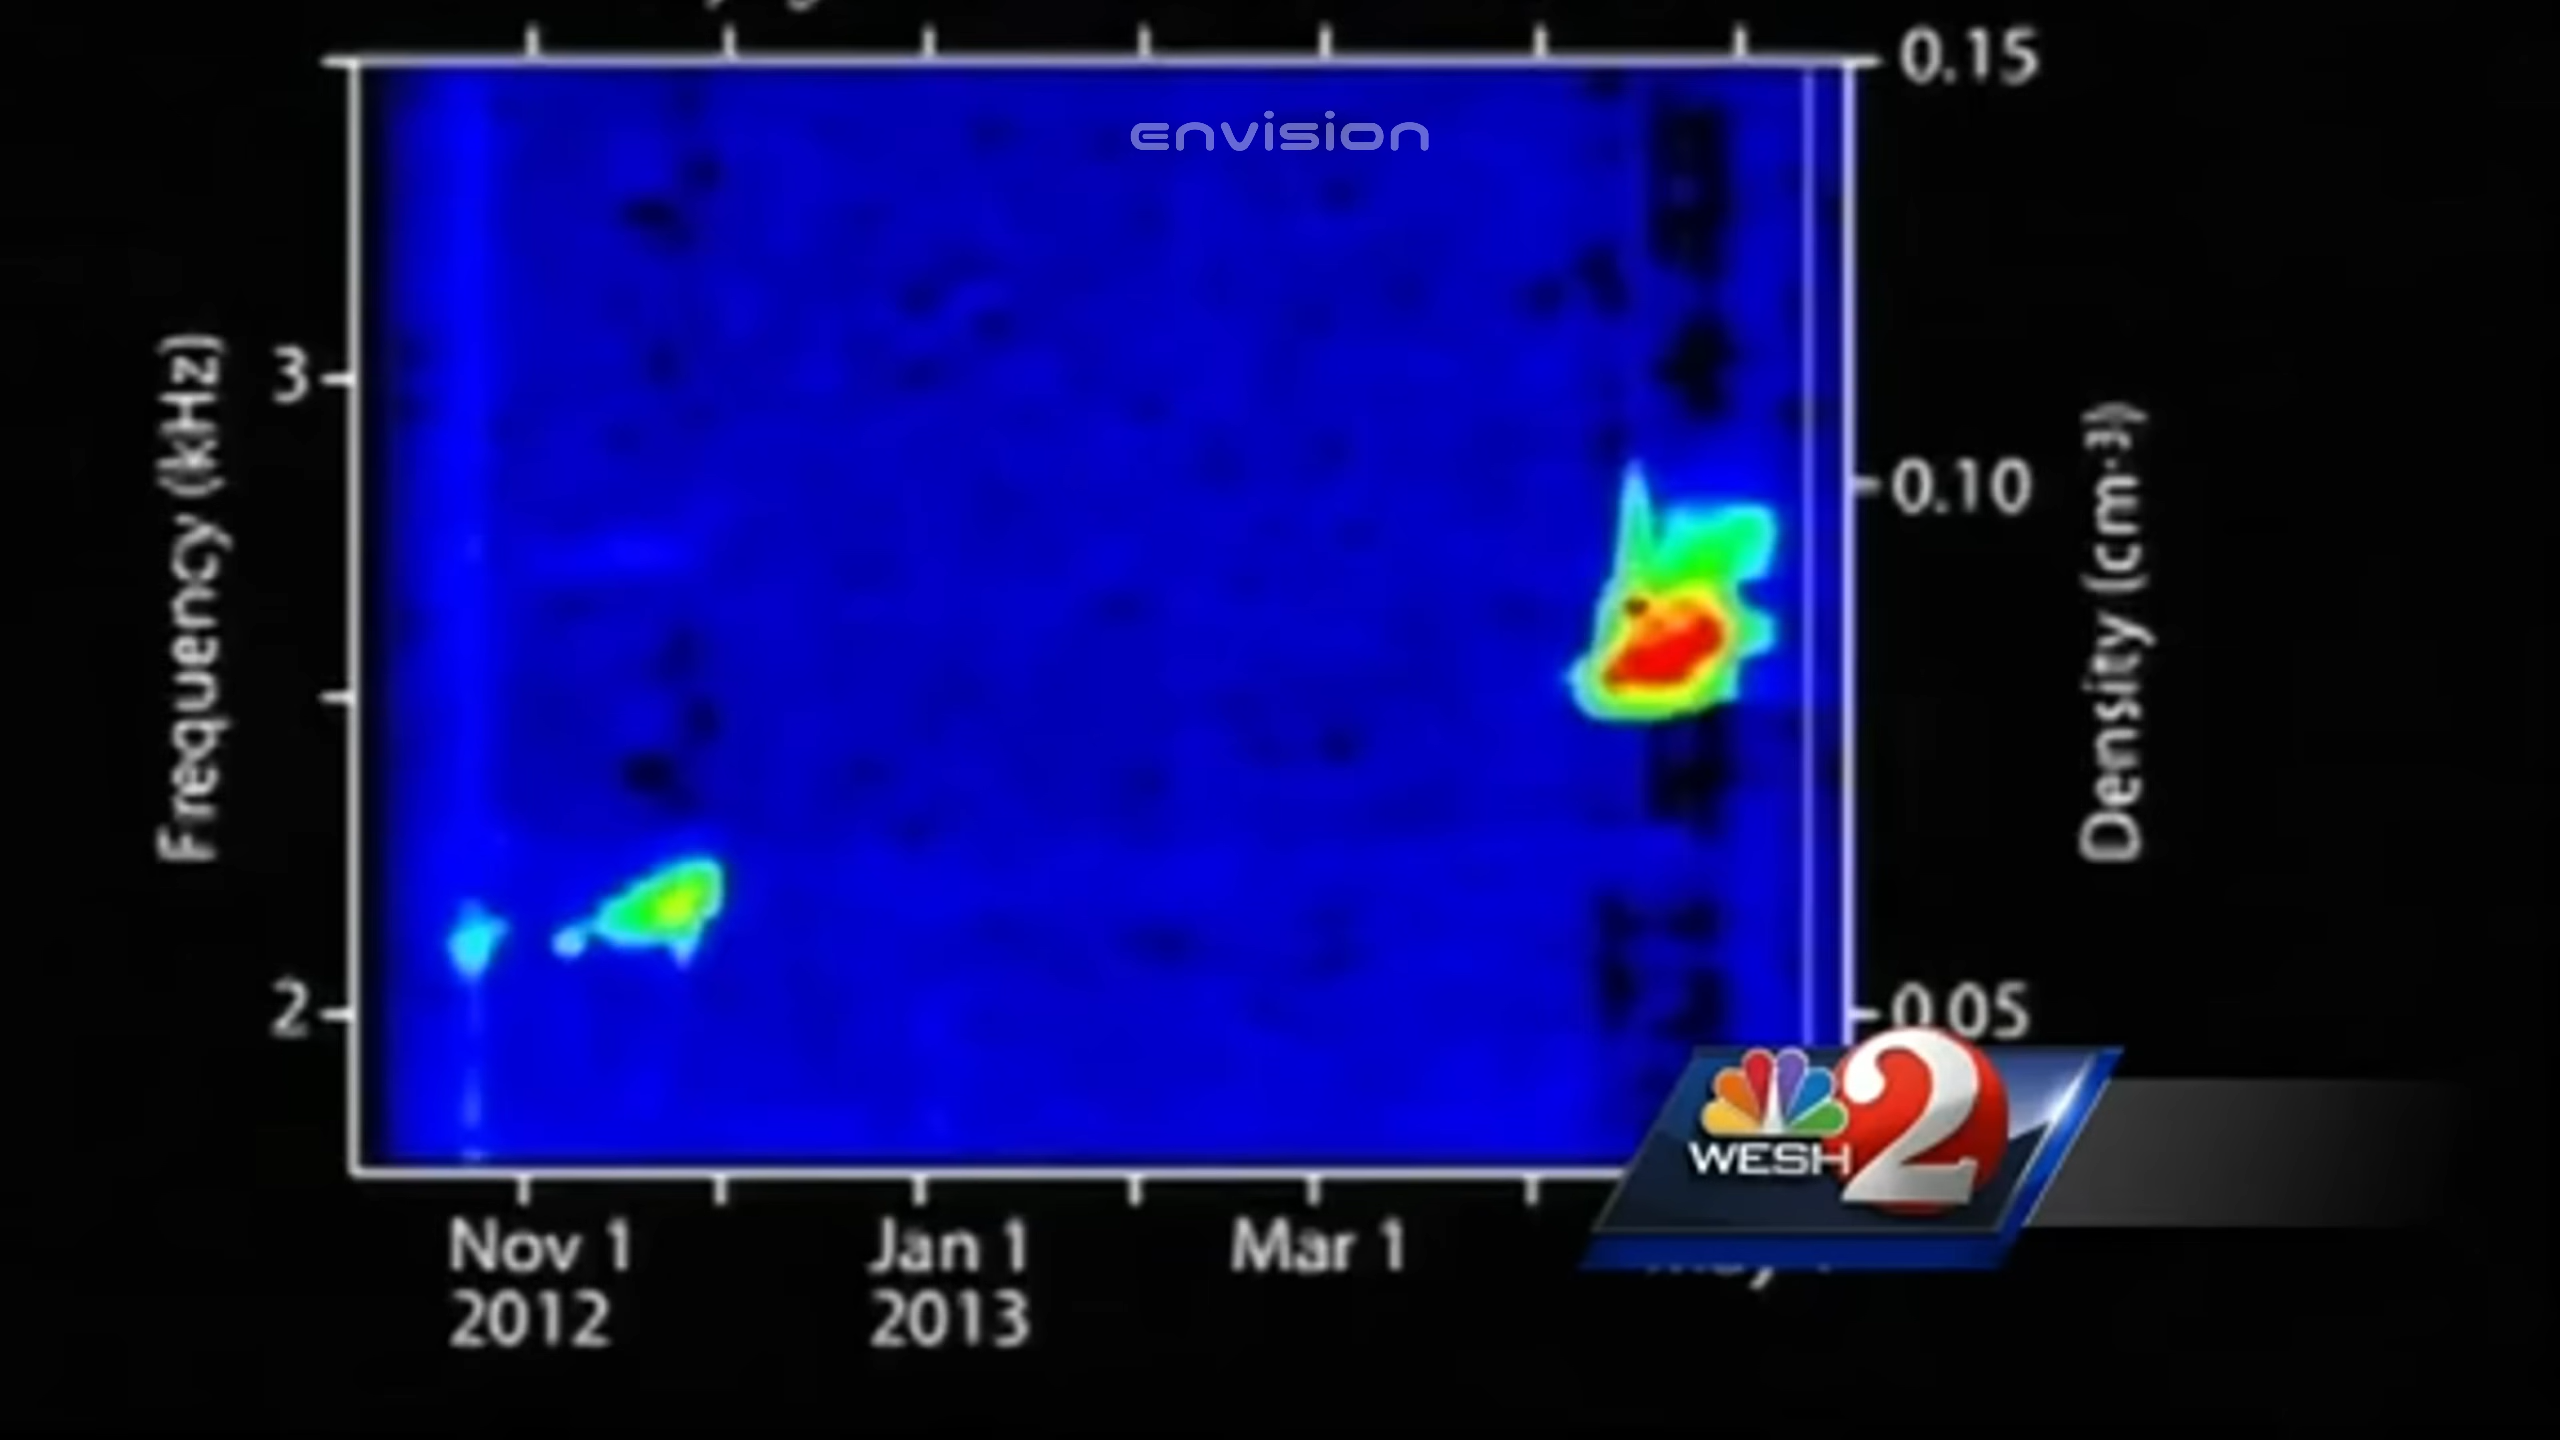 0.15
envision
3
Frequency (kHz)
0.10
Density (cm-3)
2
0.05
WESH 2
Nov 1
Jan 1
Mar 1
2012
2013